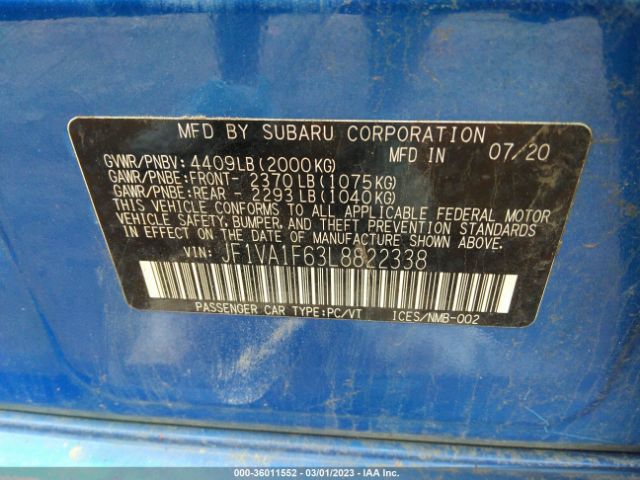 MFD BY SUBARU CORPORATION
GVWR/PNBV: 4409LB(2000KG) MFD IN 07/20
GAWR/PNBE:FRONT- 2370LB(1075KG)
GAWR/PNBE:REAR - 2293LB(1040KG)
THIS VEHICLE CONFORMS TO ALL APPLICABLE FEDERAL MOTOR
VEHICLE SAFETY, BUMPER, AND THEFT PREVENTION STANDARDS
IN EFFECT ON THE DATE OF MANUFACTURE SHOWN ABOVE.
VIN: JF1VA1F63L8822338
PASSENGER CAR TYPE:PC/VT ICES/NMB-002
000-36011552 - 03/01/2023 - IAA Inc.